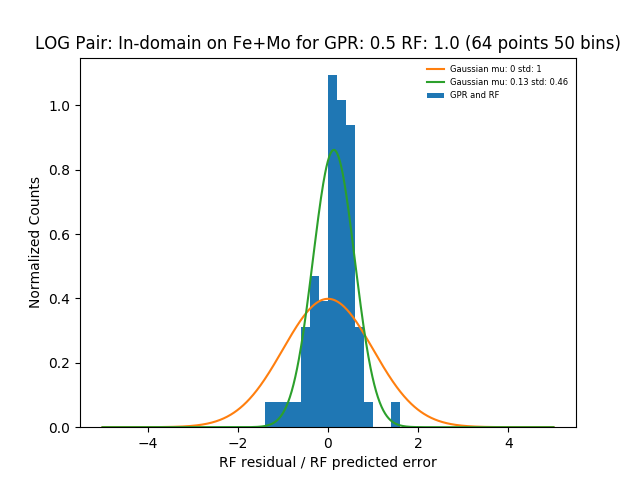 LOG Pair: In-domain on Fe+Mo for GPR: 0.5 RF: 1.0 (64 points 50 bins)
Gaussian mu: 0 std: 1
Gaussian mu: 0.13 std: 0.46
GPR and RF
Normalized Counts
1.0
0.8
0.6
0.4
0.2
0.0
−4
−2
0
2
4
RF residual / RF predicted error